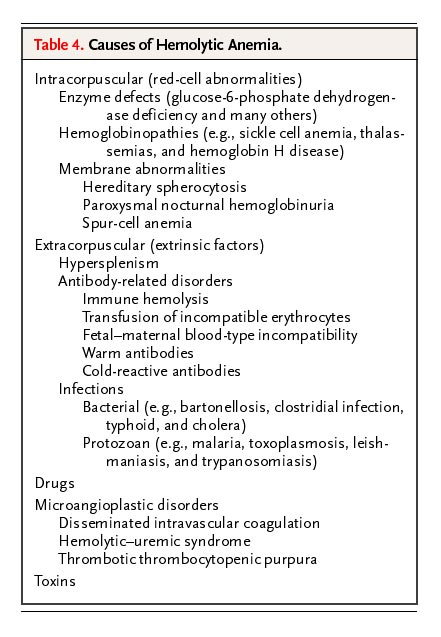 Table 4. Causes of Hemolytic Anemia.
Intracorpuscular (red-cell abnormalities)
Enzyme defects (glucose-6-phosphate dehydrogen-
ase deficiency and many others)
Hemoglobinopathies (e.g., sickle cell anemia, thalas-
semias, and hemoglobin H disease)
Membrane abnormalities
Hereditary spherocytosis
Paroxysmal nocturnal hemoglobinuria
Spur-cell anemia
Extracorpuscular (extrinsic factors)
Hypersplenism
Antibody-related disorders
Immune hemolysis
Transfusion of incompatible erythrocytes
Fetal–maternal blood-type incompatibility
Warm antibodies
Cold-reactive antibodies
Infections
Bacterial (e.g., bartonellosis, clostridial infection,
typhoid, and cholera)
Protozoan (e.g., malaria, toxoplasmosis, leish-
maniasis, and trypanosomiasis)
Drugs
Microangioplastic disorders
Disseminated intravascular coagulation
Hemolytic–uremic syndrome
Thrombotic thrombocytopenic purpura
Toxins